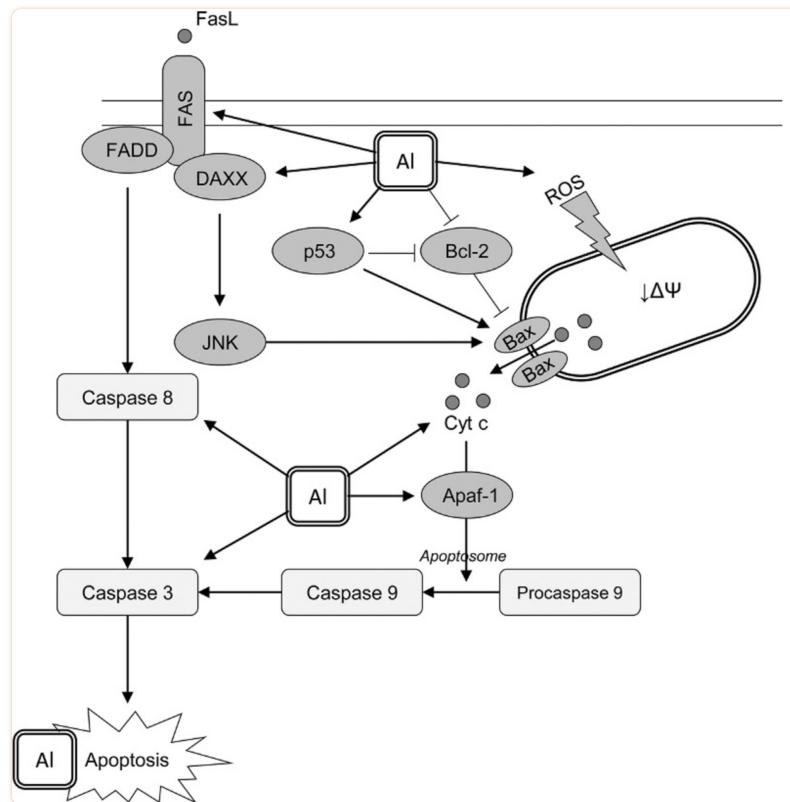 FasL
FAS
FADD
DAXX
Al
ROS
p53
Bcl-2
↓ΔΨ
JNK
Bax
Bax
Caspase 8
Cyt c
Al
Apaf-1
Apoptosome
Caspase 3
Caspase 9
Procaspase 9
Al
Apoptosis